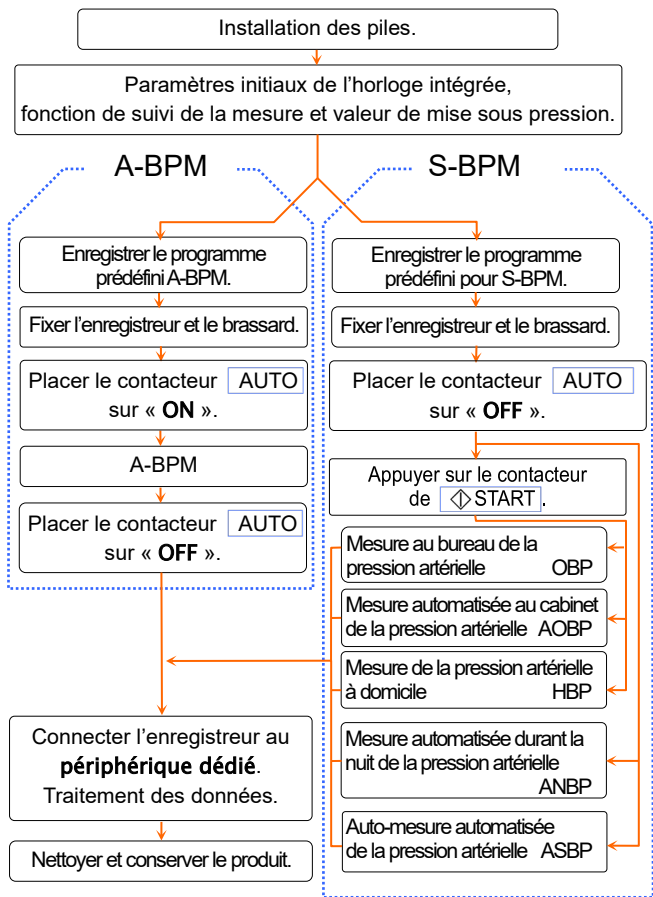 Installation des piles.
Paramètres initiaux de l’horloge intégrée,
fonction de suivi de la mesure et valeur de mise sous pression.
A-BPM
Enregistrer le programme
prédéfini A-BPM.
Fixer l’enregistreur et le brassard.
Placer le contacteur AUTO
sur « ON ».
A-BPM
Placer le contacteur AUTO
sur « OFF ».
S-BPM
Enregistrer le programme
prédéfini pour S-BPM.
Fixer l’enregistreur et le brassard.
Placer le contacteur AUTO
sur « OFF ».
Appuyer sur le contacteur
de START.
Mesure au bureau de la
pression artérielle OBP
Mesure automatisée au cabinet
de la pression artérielle AOBP
Mesure de la pression artérielle
à domicile HBP
Mesure automatisée durant la
nuit de la pression artérielle
ANBP
Auto-mesure automatisée
de la pression artérielle ASBP
Connecter l’enregistreur au
périphérique dédié.
Traitement des données.
Nettoyer et conserver le produit.